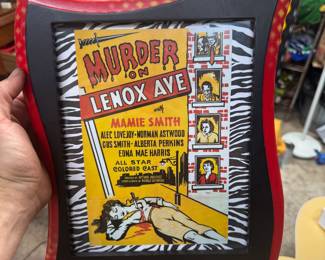 MURDER
ON
LENOX AVE
with
MAMIE SMITH
ALEC LOVEJOY - NORMAN ASTWOOD
GUS SMITH - ALBERTA PERKINS
EDNA MAE HARRIS
ALL STAR
COLORED CAST